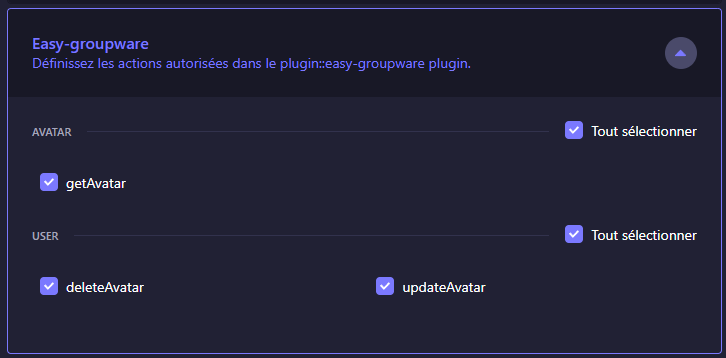 Easy-groupware
Définissez les actions autorisées dans le plugin::easy-groupware plugin.
AVATAR Tout sélectionner
getAvatar
USER Tout sélectionner
deleteAvatar updateAvatar